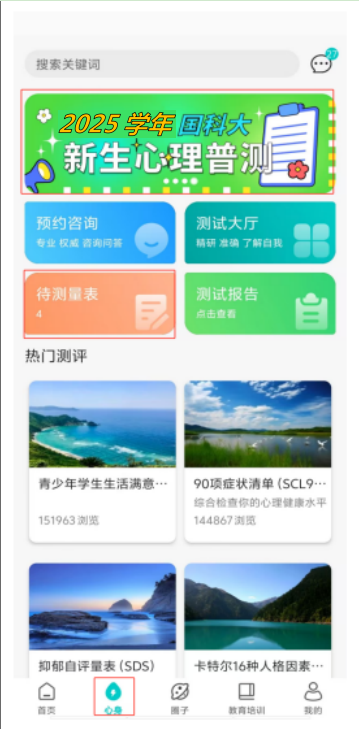 搜索关键词
27
2025 学年 国科大
新生心理普测
预约咨询
专业 权威 咨询问答
测试大厅
精研 准确 了解自我
待测量表
4
测试报告
点击查看
热门测评
青少年学生生活满意···
151963 浏览
90项症状清单 (SCL9···
综合检查你的心理健康水平
144867 浏览
抑郁自评量表 (SDS)
卡特尔16种人格因素···
首页
心身
圈子
教育培训
我的